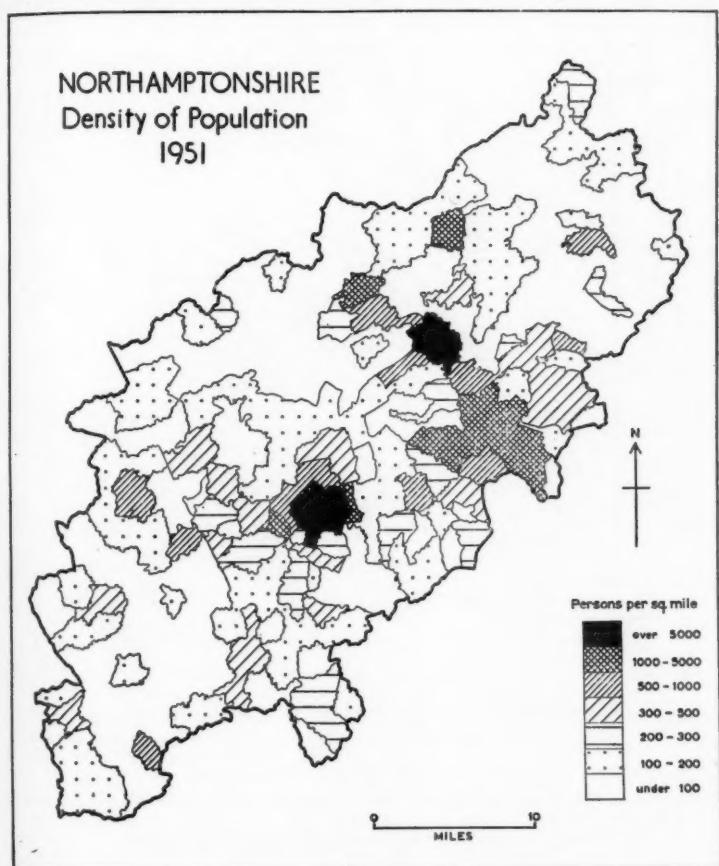 NORTHAMPTONSHIRE
Density of Population
1951
N
Persons per sq. mile
over 5000
1000 - 5000
500 - 1000
300 - 500
200 - 300
100 - 200
under 100
0 10
MILES